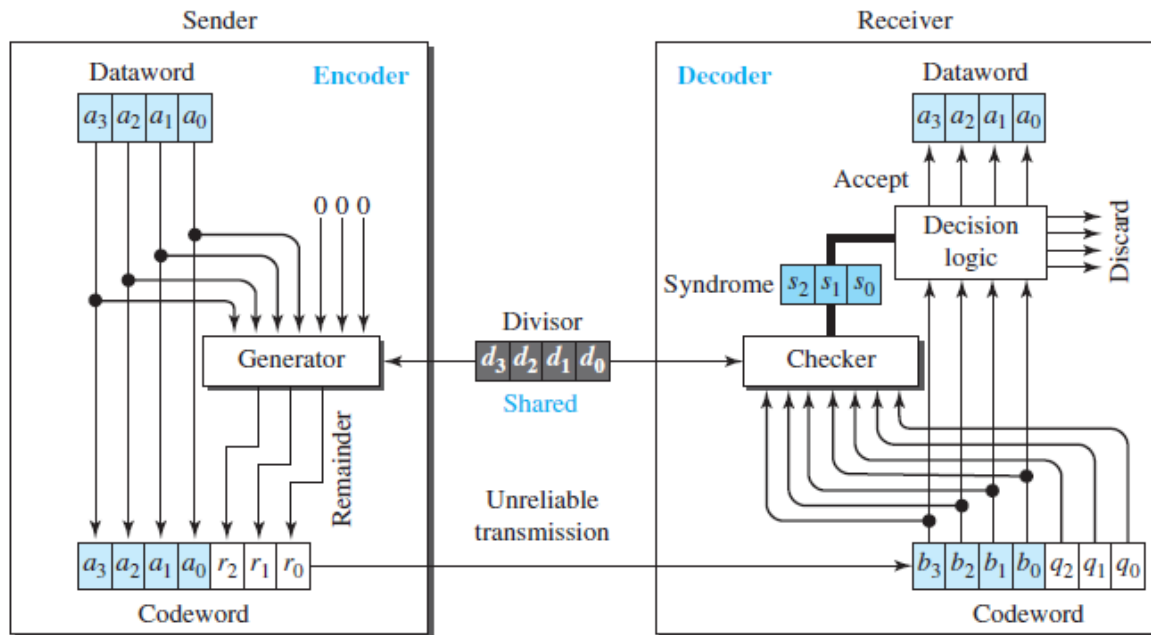 Sender
Receiver
Dataword
Encoder
a3 a2 a1 a0
0 0 0
Generator
Remainder
a3 a2 a1 a0 r2 r1 r0
Codeword
Divisor
d3 d2 d1 d0
Shared
Unreliable
transmission
Decoder
Dataword
a3 a2 a1 a0
Accept
Decision
logic
Discard
Syndrome s2 s1 s0
Checker
b3 b2 b1 b0 q2 q1 q0
Codeword